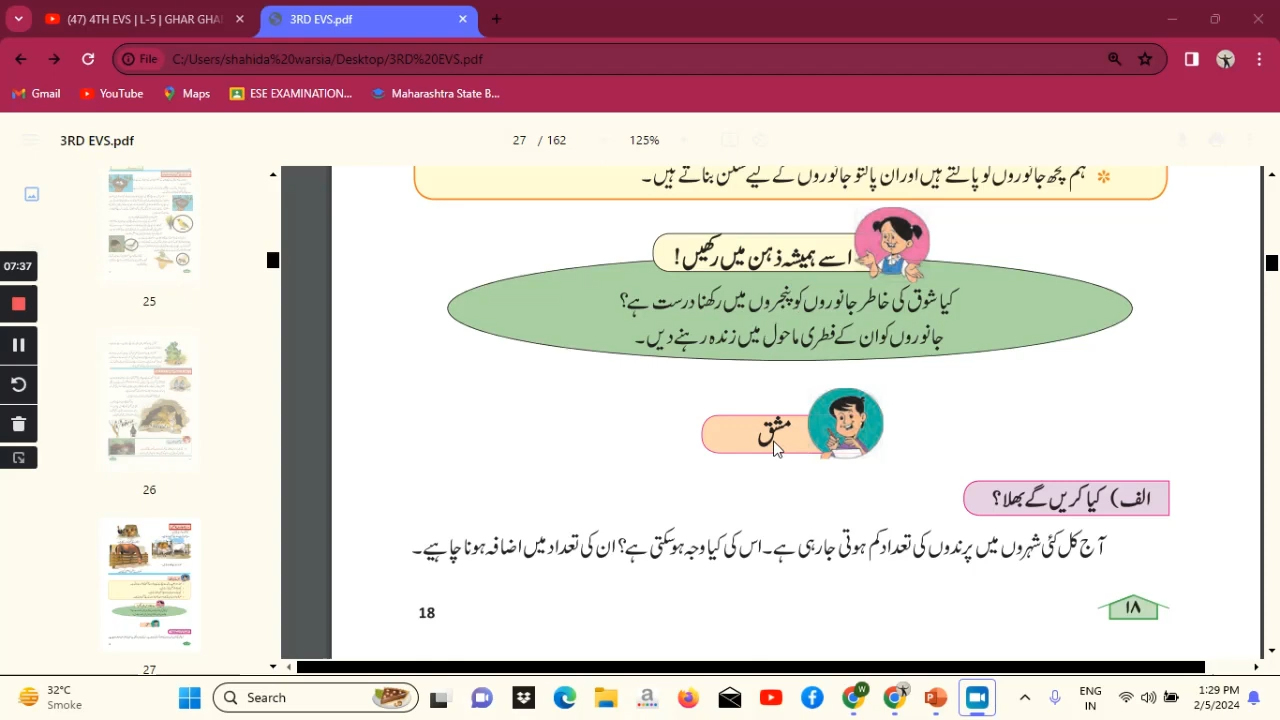 (47) 4TH EVS | L-5 | GHAR GHA
3RD EVS.pdf
File
C:/Users/shahida%20warsia/Desktop/3RD%20EVS.pdf
Gmail
YouTube
Maps
ESE EXAMINATION...
Maharashtra State B...
3RD EVS.pdf
27 / 162
125%
07:37
25
26
27
ہم کچھ جانوروں کو پالتے ہیں اور ان پالتو جانوروں کے لیے مسکن بناتے ہیں۔
اسے ہمیشہ ذہن میں رکھیں!
کیا شوق کی خاطر جانوروں کو پنجروں میں رکھنا درست ہے؟
جانوروں کو ان کے فطری ماحول میں زندہ رہنے دیں۔
مشق
الف) کیا کریں گے بھلا؟
آج کل کئی شہروں میں پرندوں کی تعداد کم ہوتی جارہی ہے۔ اس کی کیا وجہ ہوسکتی ہے؟ ان کی تعداد میں اضافہ ہونا چاہیے۔
18
۱۸
32°C
Smoke
Search
ENG
IN
1:29 PM
2/5/2024